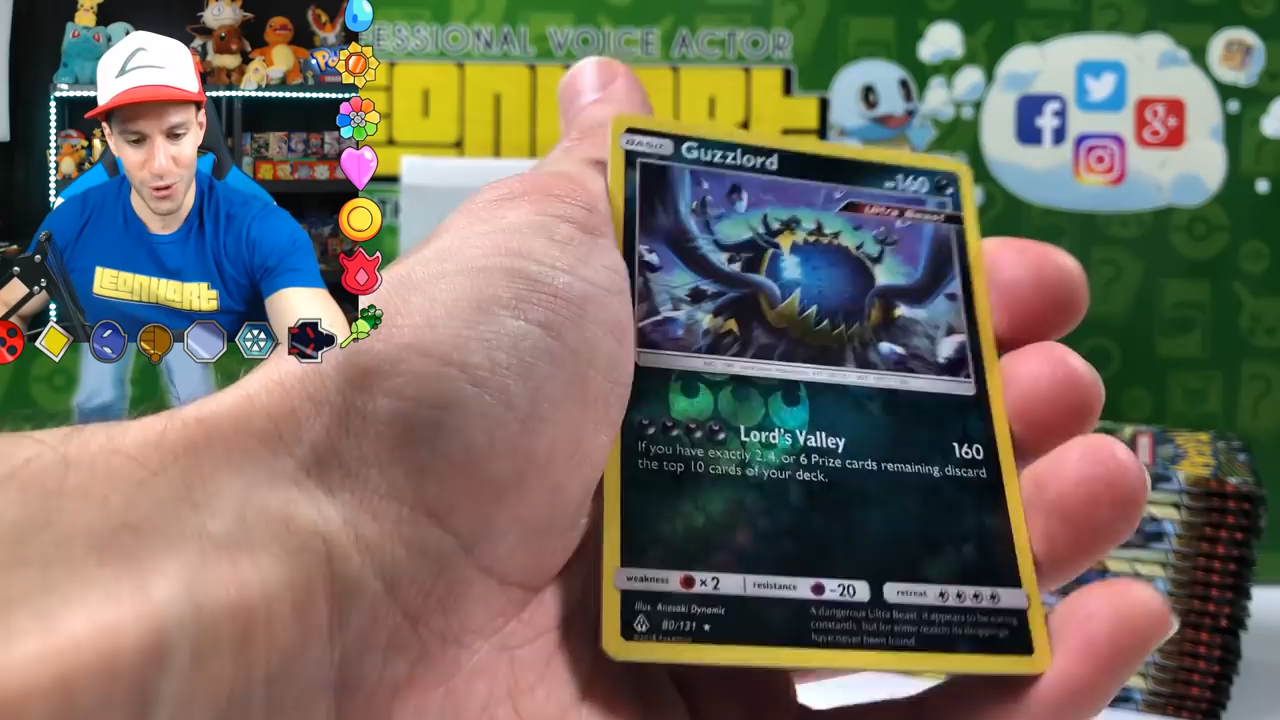 ESSIONAL VOICE ACTOR
LEONHART
LEONHART
BASIC Guzzlord 160
Ultra Beast
Lord's Valley 160
If you have exactly 2, 4, or 6 Prize cards remaining, discard
the top 10 cards of your deck.
weakness ×2 resistance -20 retreat
Illus. Anesaki Dynamic
80/131
©2018 Pokémon
A dangerous Ultra Beast, it appears to be eating
constantly, but for some reason its droppings
have never been found.